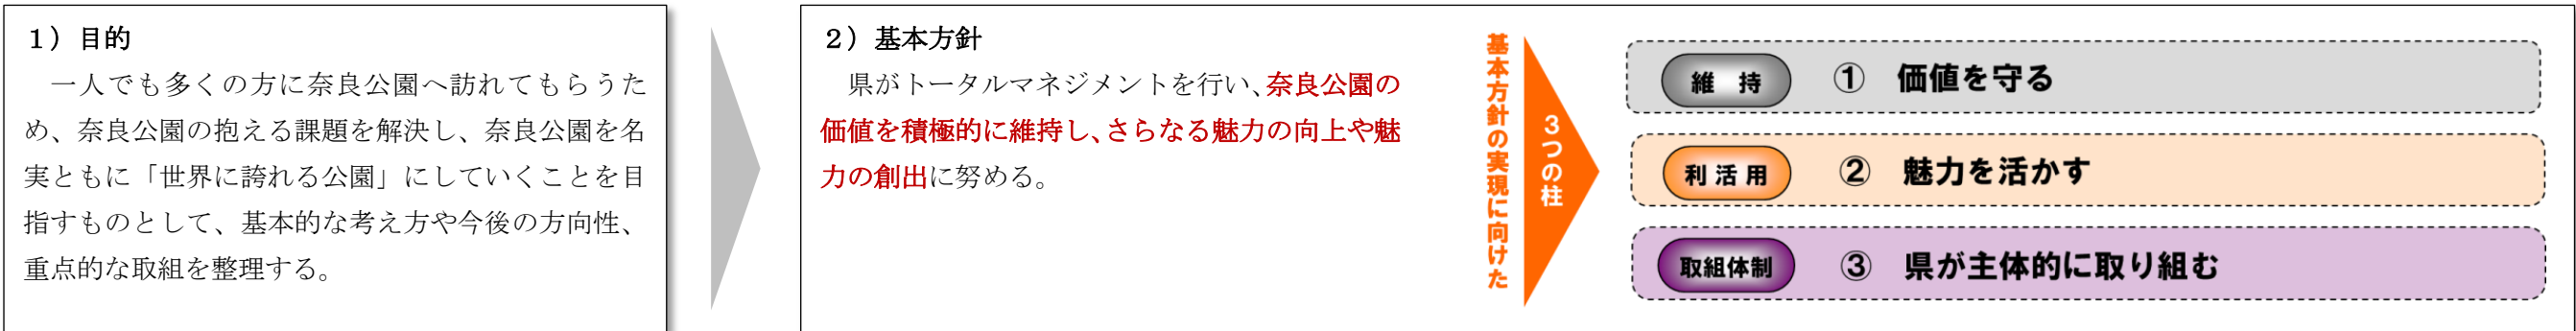 １）目的
一人でも多くの方に奈良公園へ訪れてもらうた
め、奈良公園の抱える課題を解決し、奈良公園を名
実ともに「世界に誇れる公園」にしていくことを目
指すものとして、基本的な考え方や今後の方向性、
重点的な取組を整理する。
２）基本方針
県がトータルマネジメントを行い、奈良公園の
価値を積極的に維持し、さらなる魅力の向上や魅
力の創出に努める。
基本方針の実現に向けた
３つの柱
維　持　①　価値を守る
利活用　②　魅力を活かす
取組体制　③　県が主体的に取り組む